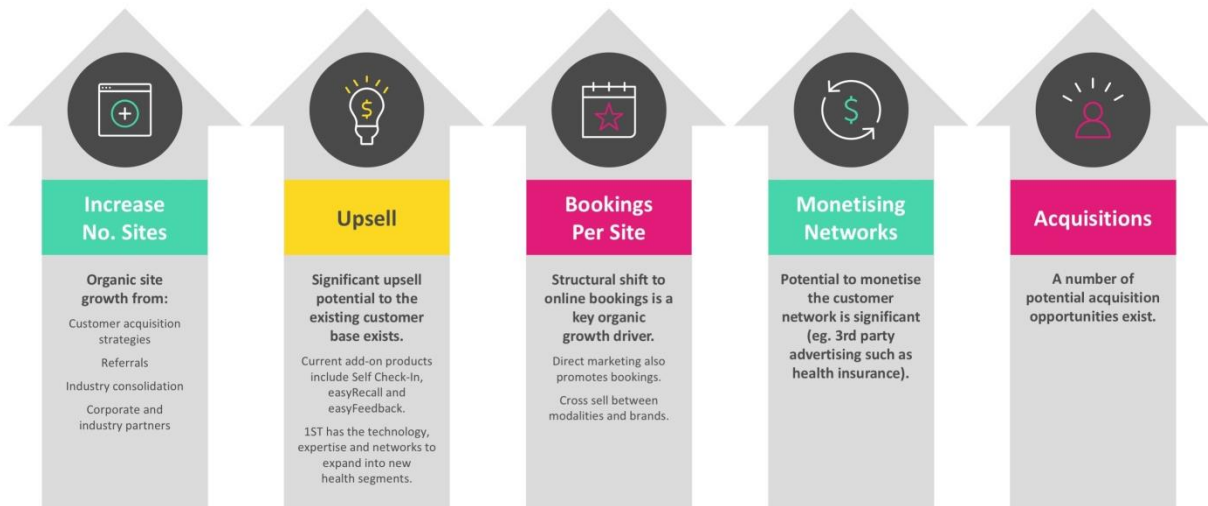 Increase
No. Sites
Organic site
growth from:
Customer acquisition
strategies
Referrals
Industry consolidation
Corporate and
industry partners
$
Upsell
Significant upsell
potential to the
existing customer
base exists.
Current add-on products
include Self Check-In,
easyRecall and
easyFeedback.
1ST has the technology,
expertise and networks to
expand into new
health segments.
Bookings
Per Site
Structural shift to
online bookings is a
key organic
growth driver.
Direct marketing also
promotes bookings.
Cross sell between
modalities and brands.
$
Monetising
Networks
Potential to monetise
the customer
network is significant
(eg. 3rd party
advertising such as
health insurance).
Acquisitions
A number of
potential acquisition
opportunities exist.